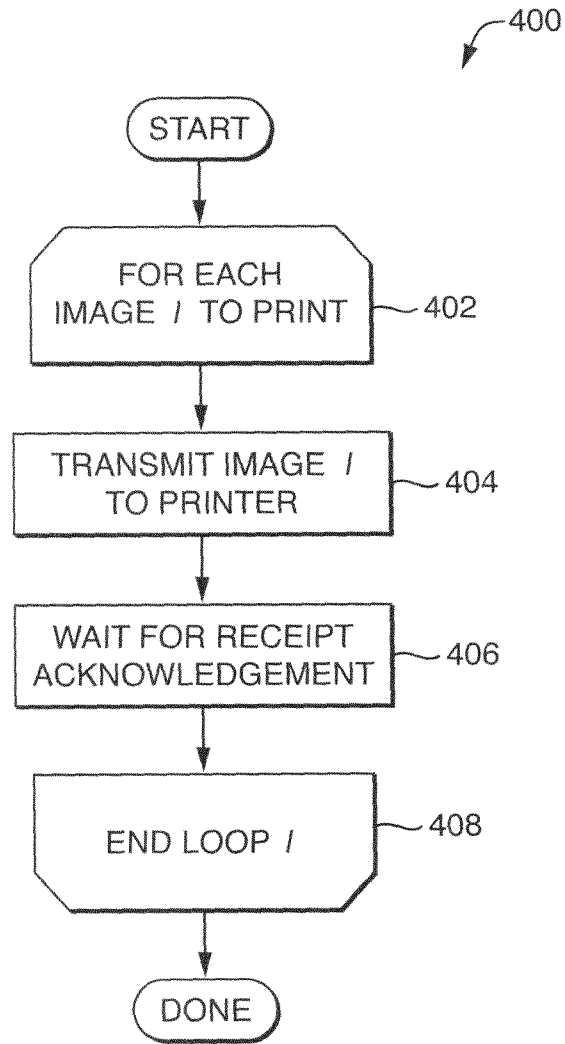 400
START
FOR EACH
IMAGE I TO PRINT
402
TRANSMIT IMAGE I
TO PRINTER
404
WAIT FOR RECEIPT
ACKNOWLEDGEMENT
406
END LOOP I
408
DONE